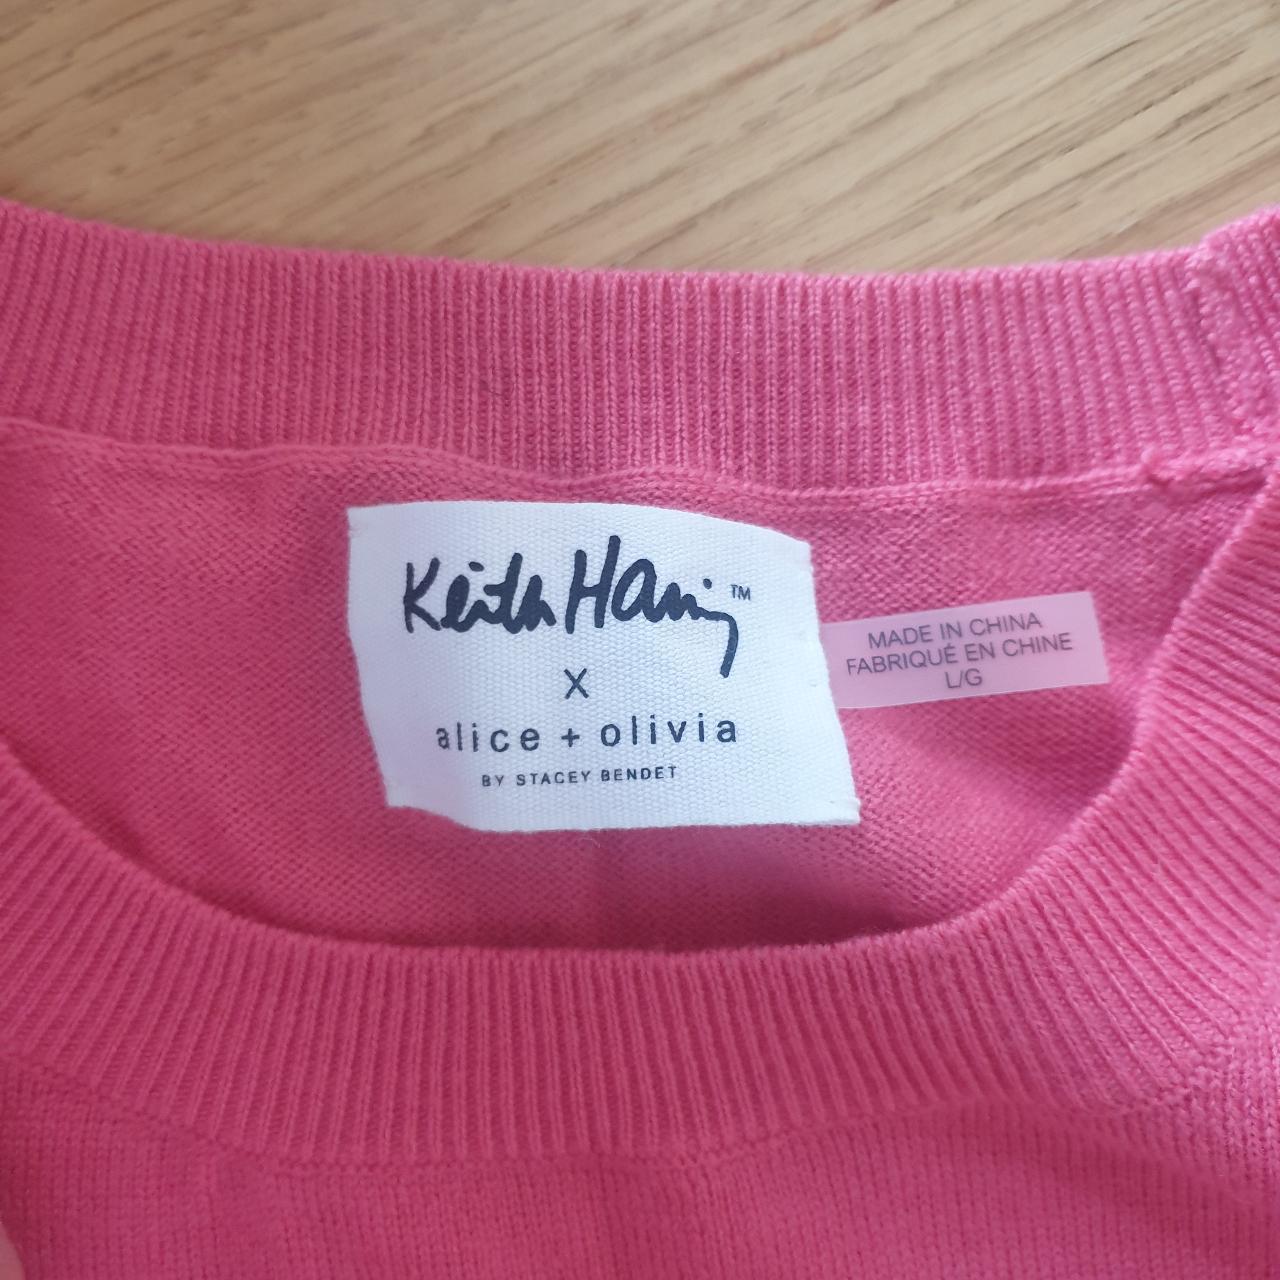 Keith Haring™
X
alice + olivia
BY STACEY BENDET
MADE IN CHINA
FABRIQUÉ EN CHINE
L/G